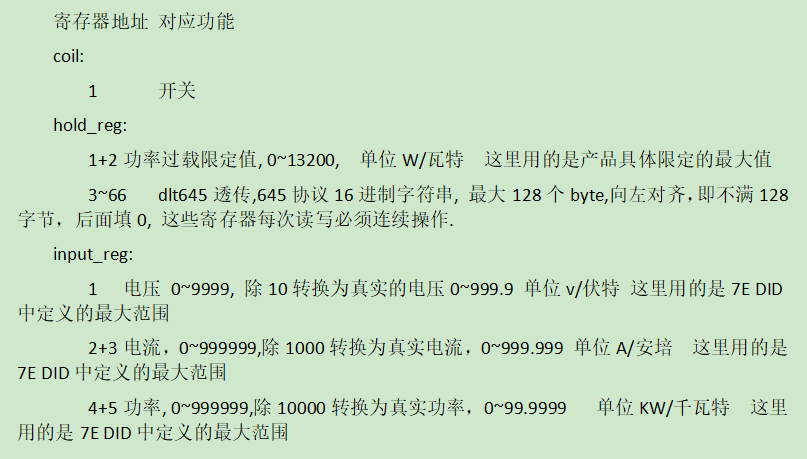 寄存器地址 对应功能
coil:
1 开关
hold_reg:
1+2 功率过载限定值, 0~13200, 单位 W/瓦特 这里用的是产品具体限定的最大值
3~66 dlt645 透传,645 协议 16 进制字符串, 最大 128 个 byte,向左对齐，即不满 128
字节，后面填 0, 这些寄存器每次读写必须连续操作.
input_reg:
1 电压 0~9999, 除 10 转换为真实的电压 0~999.9 单位 v/伏特 这里用的是 7E DID
中定义的最大范围
2+3 电流，0~999999,除 1000 转换为真实电流，0~999.999 单位 A/安培 这里用的是
7E DID 中定义的最大范围
4+5 功率, 0~999999,除 10000 转换为真实功率，0~99.9999 单位 KW/千瓦特 这里
用的是 7E DID 中定义的最大范围